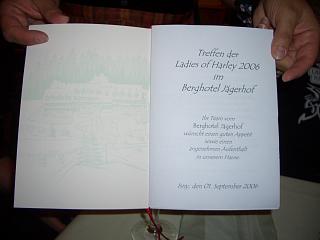 Treffen der
Ladies of Harley 2006
im
Berghotel Jägerhof
Ihr Team vom
Berghotel Jägerhof
wünscht einen guten Appetit
sowie einen
angenehmen Aufenthalt
in unserem Hause.
Isny, den 01. September 2006